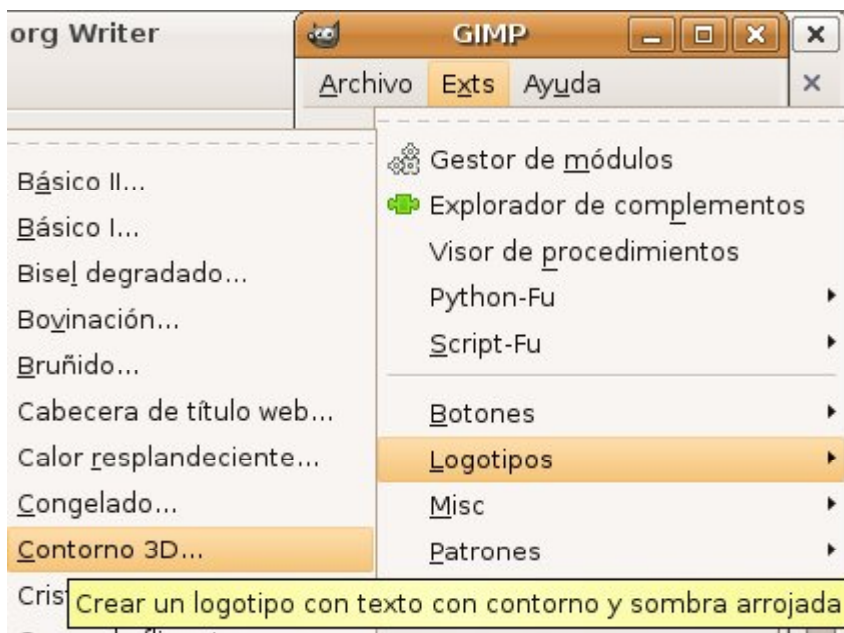 org Writer
GIMP
Archivo Exts Ayuda
Gestor de módulos
Explorador de complementos
Visor de procedimientos
Python-Fu
Script-Fu
Botones
Logotipos
Misc
Patrones
Básico II...
Básico I...
Bisel degradado...
Bovinación...
Bruñido...
Cabecera de título web...
Calor resplandeciente...
Congelado...
Contorno 3D...
Cris
Crear un logotipo con texto con contorno y sombra arrojada